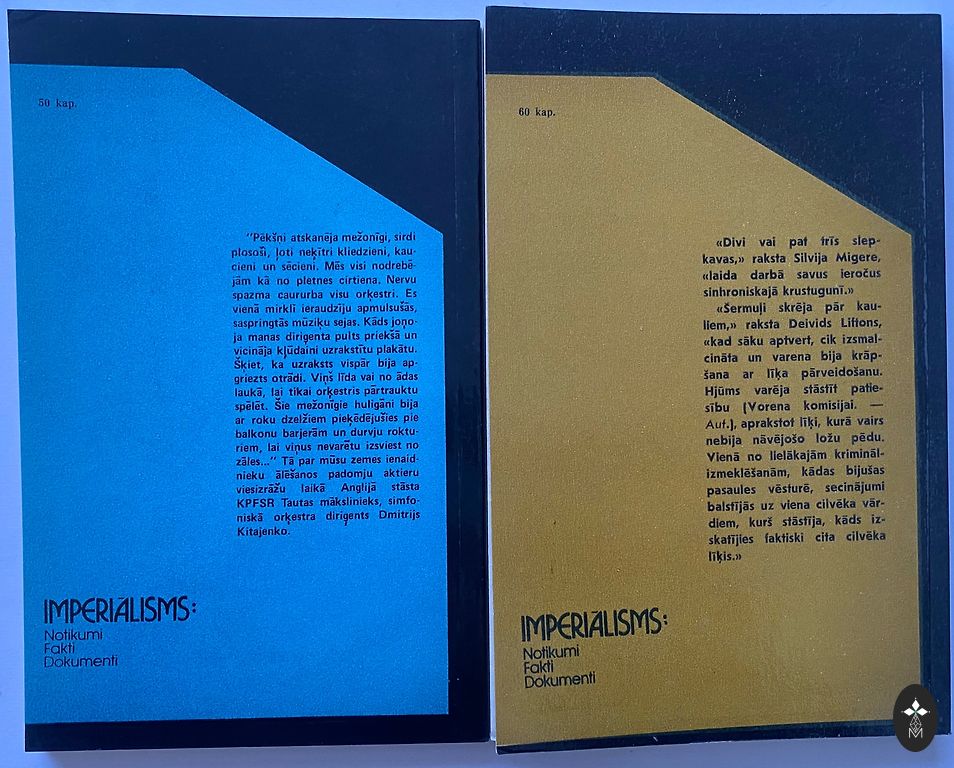 50 kap.
"Pēkšņi atskanēja mežonīgi, sirdi
plosoši, ļoti neķītri kliedzieni, kau-
cieni un sēcieni. Mēs visi nodrebē-
jām kā no pletnes cirtiena. Nervu
spazma caururba visu orķestri. Es
vienā mirklī ieraudzīju apmulsušās,
saspringtās mūziķu sejas. Kāds joņo-
ja manas dirigenta pults priekšā un
vicināja kļūdaini uzrakstītu plakātu.
Šķiet, ka uzraksts vispār bija ap-
griezts otrādi. Viņš līda vai no ādas
laukā, lai tikai orķestris pārtrauktu
spēlēt. Šie mežonīgie huligāni bija
ar roku dzelžiem pieķēdējušies pie
balkonu barjerām un durvju roktu-
riem, lai viņus nevarētu izsviest no
zāles..." Tā par mūsu zemes ienaid-
nieku ālēšanos padomju aktieru
viesizrāžu laikā Anglijā stāsta
KPFSR Tautas mākslinieks, simfo-
niskā orķestra diriģents Dmitrijs
Kitajenko.
IMPERIĀLISMS:
Notikumi
Fakti
Dokumenti
60 kap.
«Divi vai pat trīs slep-
kavas,» raksta Silvija Migere,
«laida darbā savus ieročus
sinhroniskajā krustugunī.»
«Šermuļi skrēja pār kau-
liem,» raksta Deivids Liftons,
«kad sāku aptvert, cik izsmal-
cināta un varena bija krāp-
šana ar līķa pārveidošanu.
Hjūms varēja stāstīt patie-
sību (Vorena komisijai. —
Aut.), aprakstot līķi, kurā vairs
nebija nāvējošo ložu pēdu.
Vienā no lielākajām krimināl-
izmeklēšanām, kādas bijušas
pasaules vēsturē, secinājumi
balstījās uz viena cilvēka vār-
diem, kurš stāstīja, kāds iz-
skatījies faktiski cita cilvēka
līķis.»
IMPERIĀLISMS:
Notikumi
Fakti
Dokumenti
M